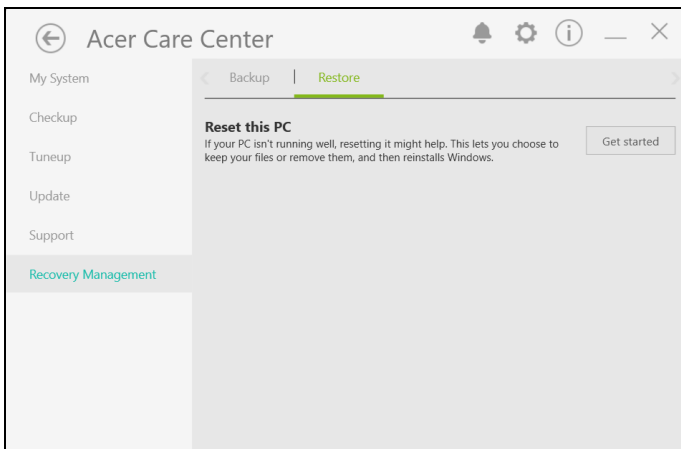 Acer Care Center
My System
Checkup
Tuneup
Update
Support
Recovery Management
Backup | Restore
Reset this PC
If your PC isn't running well, resetting it might help. This lets you choose to
keep your files or remove them, and then reinstalls Windows.
Get started